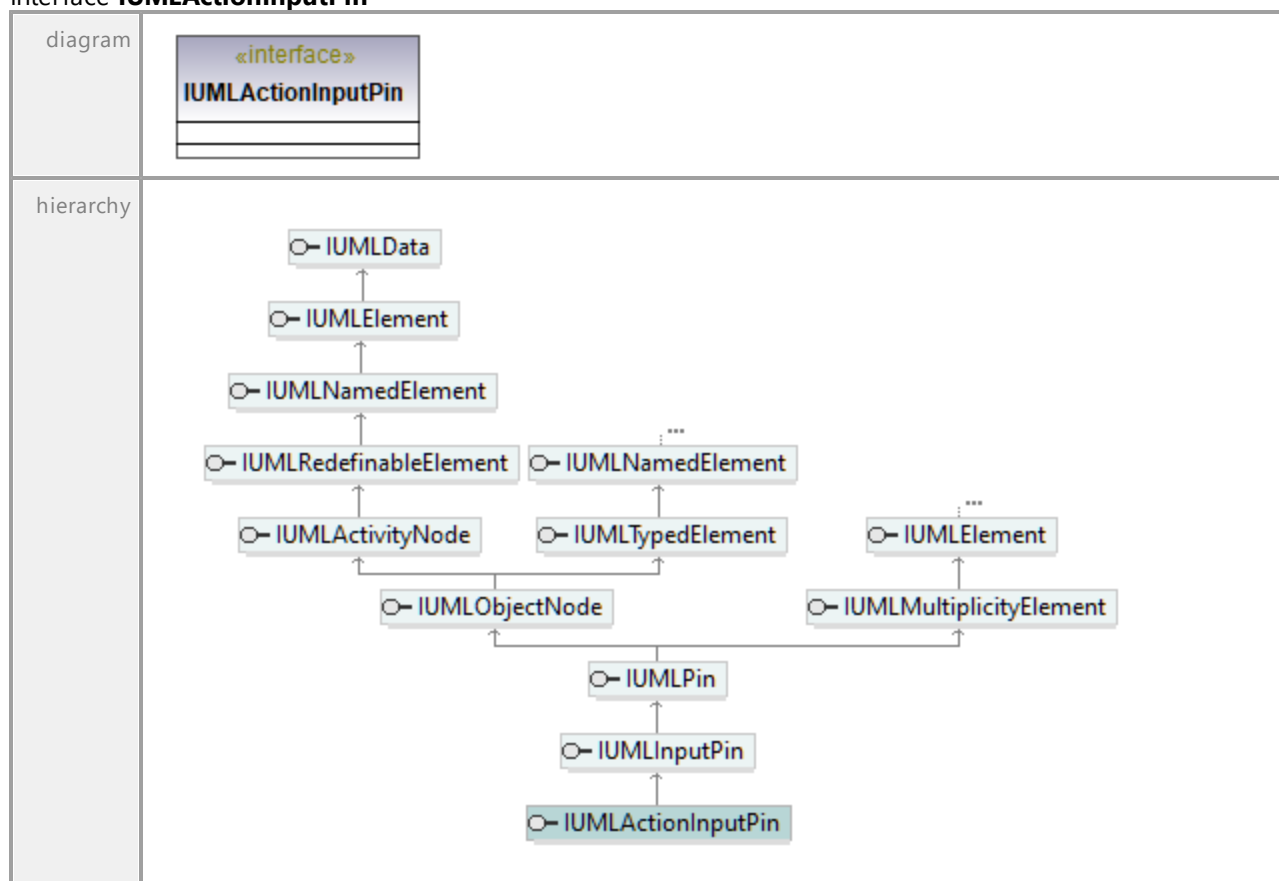 interface IUMLActionInputPin
diagram
«interface»
IUMLActionInputPin
hierarchy
IUMLData
IUMLElement
IUMLNamedElement
...
IUMLRedefinableElement IUMLNamedElement
...
IUMLActivityNode IUMLTypedElement IUMLElement
IUMLObjectNode IUMLMultiplicityElement
IUMLPin
IUMLInputPin
IUMLActionInputPin